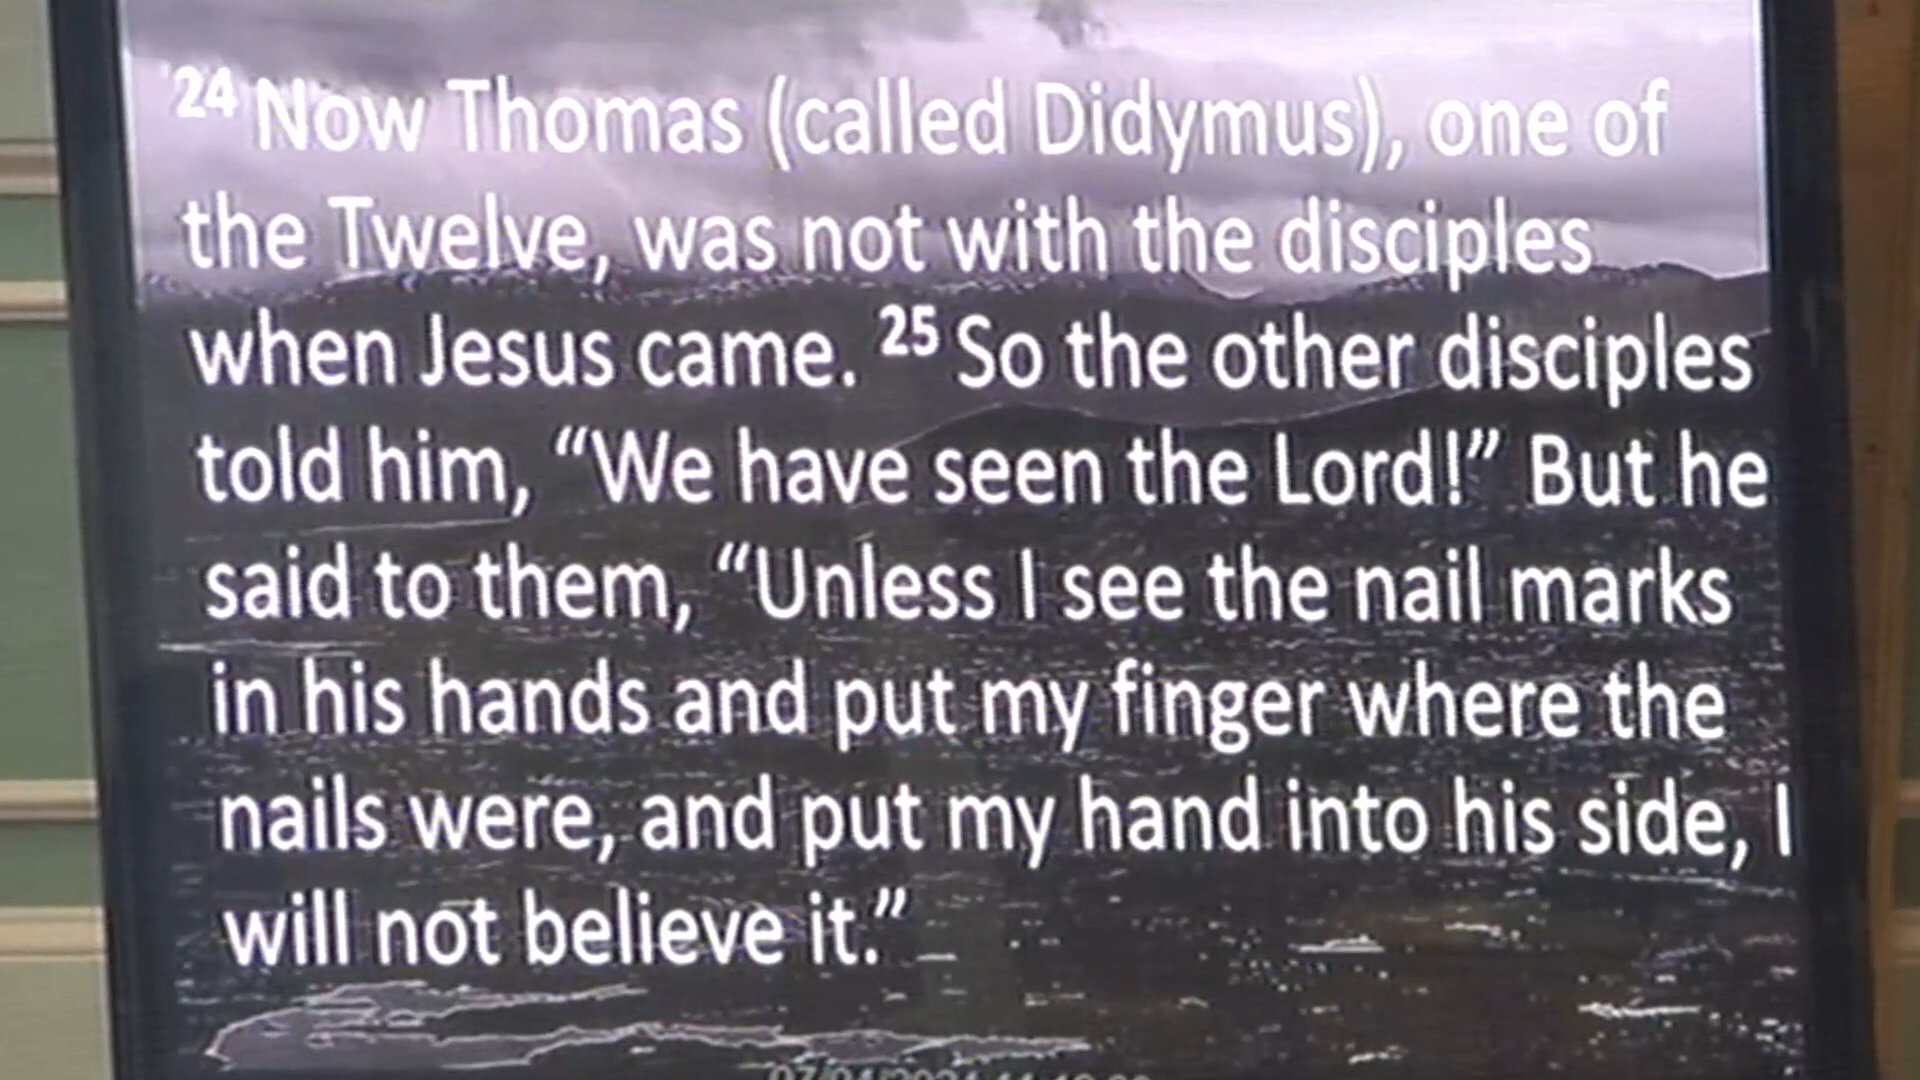 24 Now Thomas (called Didymus), one of
the Twelve, was not with the disciples
when Jesus came. 25 So the other disciples
told him, “We have seen the Lord!” But he
said to them, “Unless I see the nail marks
in his hands and put my finger where the
nails were, and put my hand into his side, I
will not believe it.”